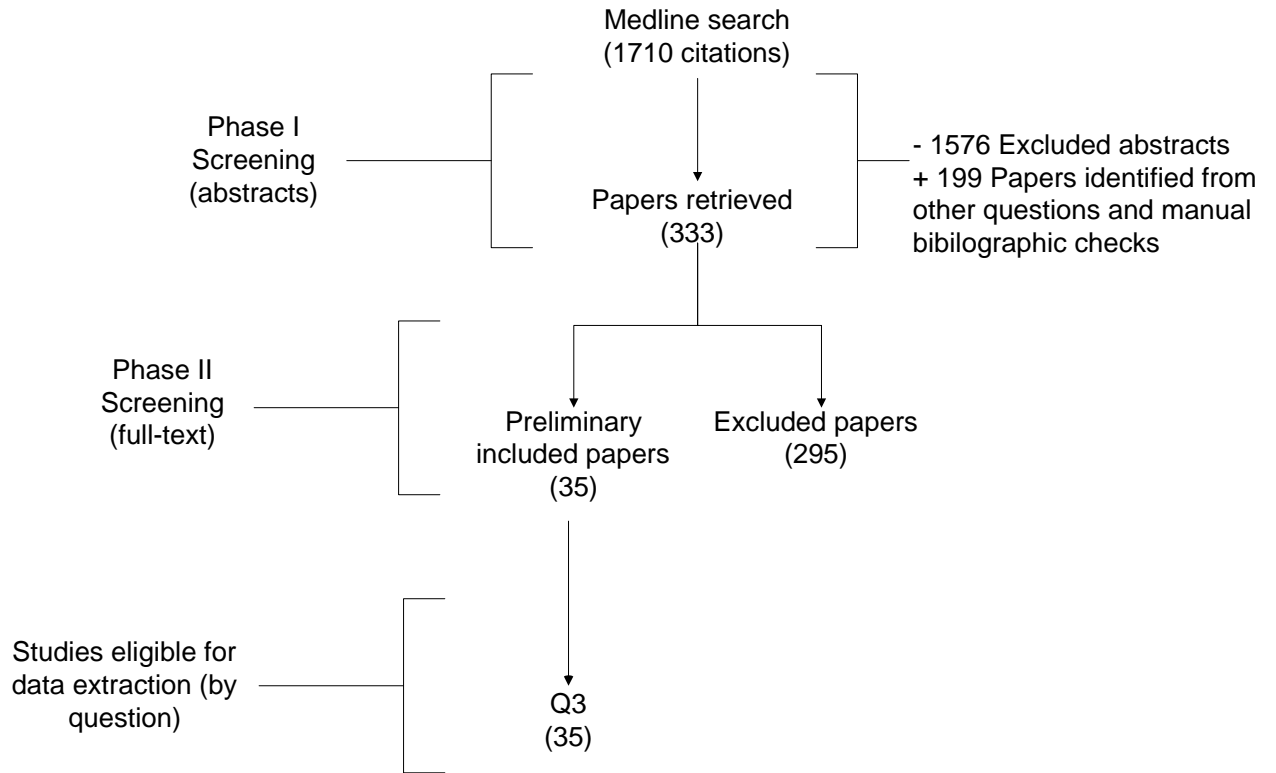 Medline search
(1710 citations)
Phase I
Screening
(abstracts)
- 1576 Excluded abstracts
+ 199 Papers identified from
other questions and manual
bibilographic checks
Papers retrieved
(333)
Phase II
Screening
(full-text)
Preliminary
included papers
(35)
Excluded papers
(295)
Studies eligible for
data extraction (by
question)
Q3
(35)